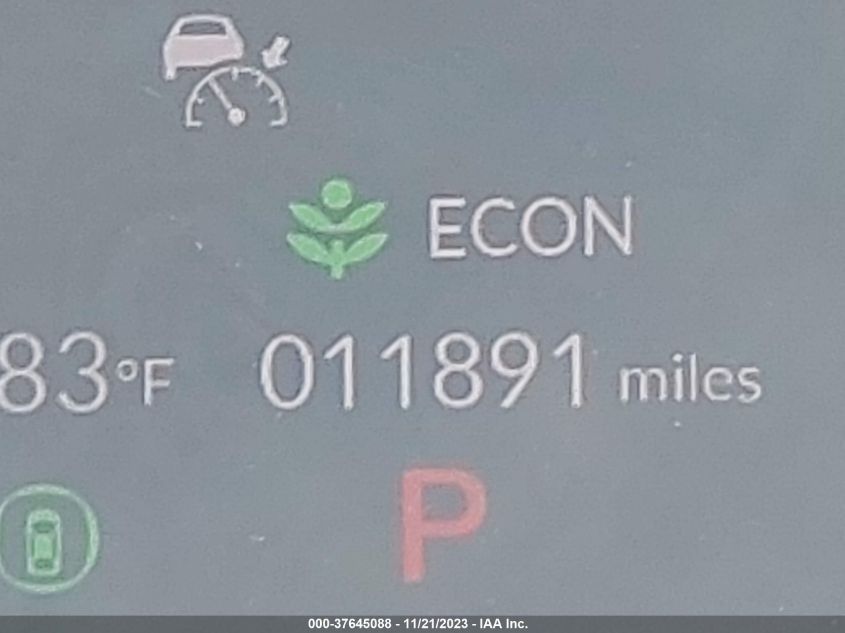 ECON
83°F 011891 miles
P
000-37645088 - 11/21/2023 - IAA Inc.